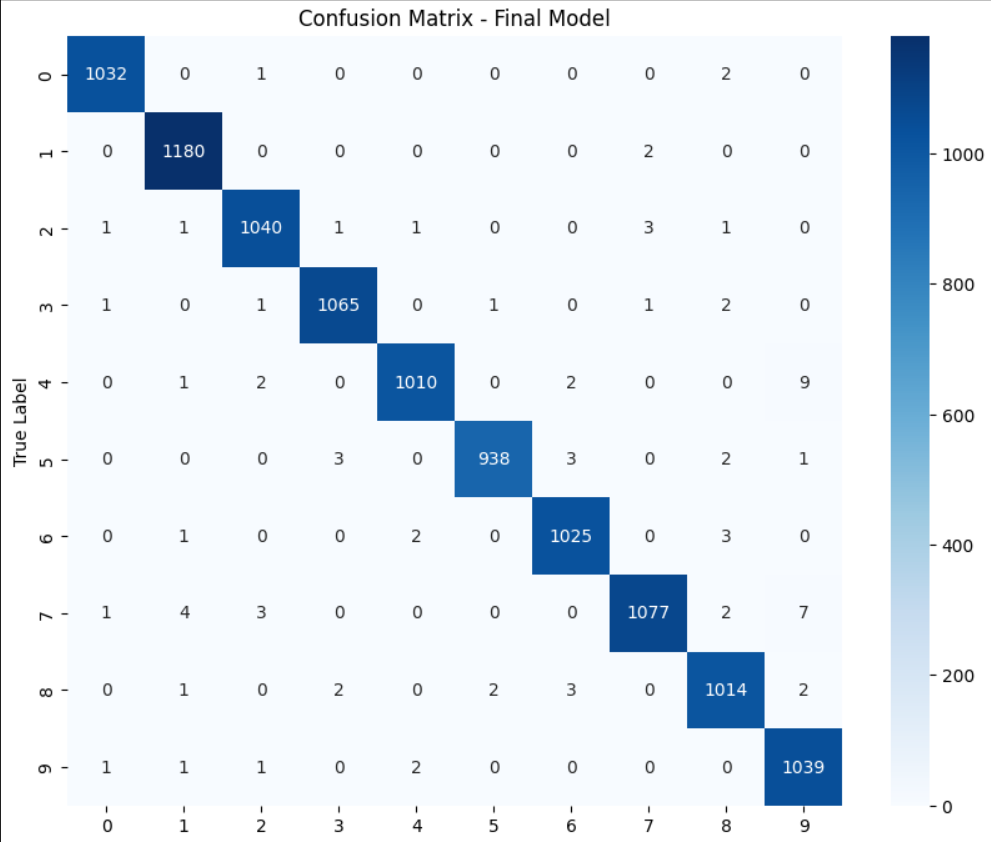 Confusion Matrix - Final Model
0 1032 0 1 0 0 0 0 0 2 0
1 0 1180 0 0 0 0 0 2 0 0
2 1 1 1040 1 1 0 0 3 1 0
3 1 0 1 1065 0 1 0 1 2 0
4 0 1 2 0 1010 0 2 0 0 9
5 0 0 0 3 0 938 3 0 2 1
6 0 1 0 0 2 0 1025 0 3 0
7 1 4 3 0 0 0 0 1077 2 7
8 0 1 0 2 0 2 3 0 1014 2
9 1 1 1 0 2 0 0 0 0 1039
0 1 2 3 4 5 6 7 8 9
True Label
1000
800
600
400
200
0